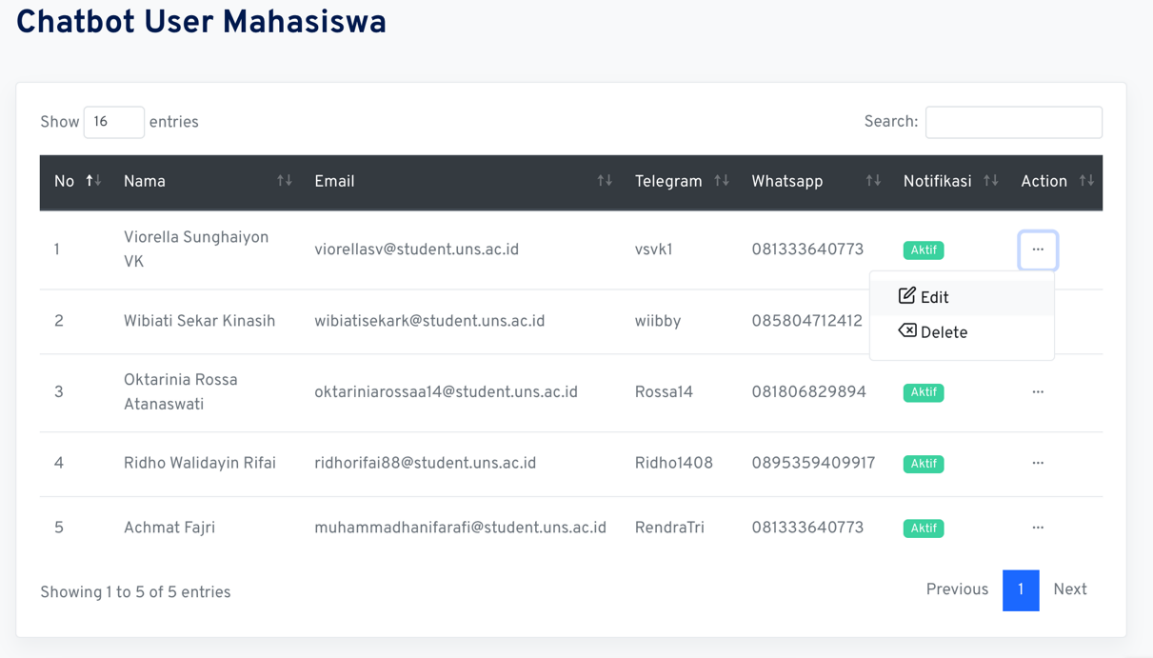 Chatbot User Mahasiswa
Show 16 entries Search:
No Nama Email Telegram Whatsapp Notifikasi Action
1 Viorella Sunghaiyon VK viorellasv@student.uns.ac.id vsvk1 081333640773 Aktif ...
Edit
2 Wibiati Sekar Kinasih wibiatisekark@student.uns.ac.id wiibby 085804712412
Delete
3 Oktarinia Rossa Atanaswati oktariniarossaa14@student.uns.ac.id Rossa14 081806829894 Aktif ...
4 Ridho Walidayin Rifai ridhorifai88@student.uns.ac.id Ridho1408 0895359409917 Aktif ...
5 Achmat Fajri muhammadhanifarafi@student.uns.ac.id RendraTri 081333640773 Aktif ...
Showing 1 to 5 of 5 entries Previous 1 Next